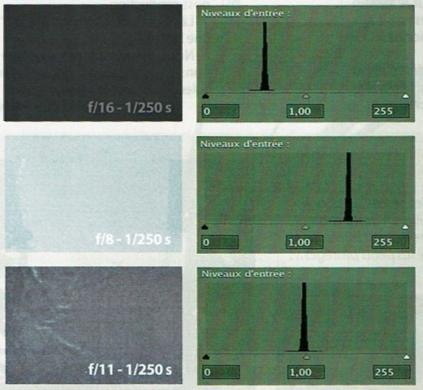 f/16 - 1/250 s
Niveaux d'entrée :
0 1,00 255
f/8 - 1/250 s
Niveaux d'entrée :
0 1,00 255
f/11 - 1/250 s
Niveaux d'entrée :
0 1,00 255